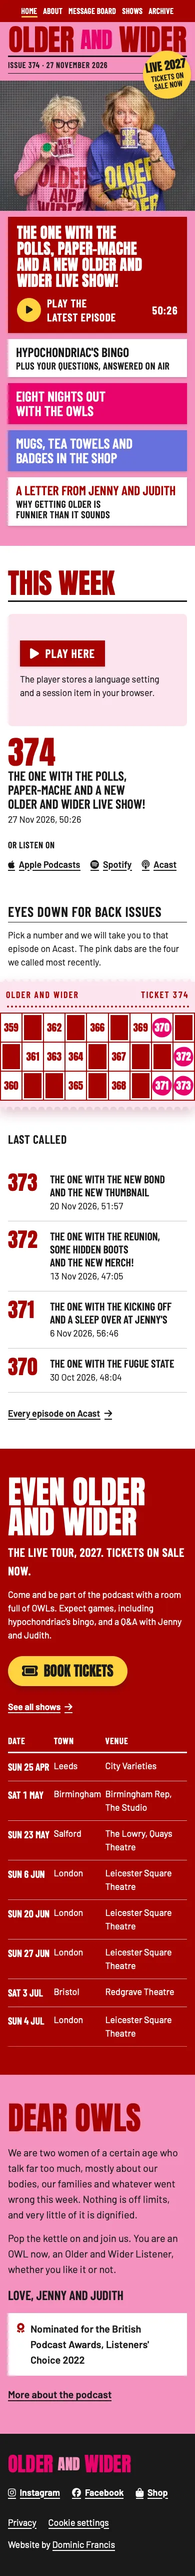 HOME ABOUT MESSAGE BOARD SHOWS ARCHIVE
OLDER AND WIDER
ISSUE 374 · 27 NOVEMBER 2026
LIVE 2027
TICKETS ON
SALE NOW
THE ONE WITH THE
POLLS, PAPER-MACHE
AND A NEW OLDER AND
WIDER LIVE SHOW!
PLAY THE
LATEST EPISODE
50:26
HYPOCHONDRIAC'S BINGO
PLUS YOUR QUESTIONS, ANSWERED ON AIR
EIGHT NIGHTS OUT
WITH THE OWLS
MUGS, TEA TOWELS AND
BADGES IN THE SHOP
A LETTER FROM JENNY AND JUDITH
WHY GETTING OLDER IS
FUNNIER THAN IT SOUNDS
THIS WEEK
PLAY HERE
The player stores a language setting
and a session item in your browser.
374
THE ONE WITH THE POLLS,
PAPER-MACHE AND A NEW
OLDER AND WIDER LIVE SHOW!
27 Nov 2026, 50:26
OR LISTEN ON
Apple Podcasts Spotify Acast
EYES DOWN FOR BACK ISSUES
Pick a number and we will take you to that
episode on Acast. The pink dabs are the four
we called most recently.
OLDER AND WIDER TICKET 374
359 362 366 369 370
361 363 364 367 372
360 365 368 371 373
LAST CALLED
373
THE ONE WITH THE NEW BOND
AND THE NEW THUMBNAIL
20 Nov 2026, 51:57
372
THE ONE WITH THE REUNION,
SOME HIDDEN BOOTS
AND THE NEW MERCH!
13 Nov 2026, 47:05
371
THE ONE WITH THE KICKING OFF
AND A SLEEP OVER AT JENNY'S
6 Nov 2026, 56:46
370
THE ONE WITH THE FUGUE STATE
30 Oct 2026, 48:04
Every episode on Acast →
EVEN OLDER
AND WIDER
THE LIVE TOUR, 2027. TICKETS ON SALE
NOW.
Come and be part of the podcast with a room
full of OWLs. Expect games, including
hypochondriac's bingo, and a Q&A with Jenny
and Judith.
BOOK TICKETS
See all shows →
DATE TOWN VENUE
SUN 25 APR Leeds City Varieties
SAT 1 MAY Birmingham Birmingham Rep,
The Studio
SUN 23 MAY Salford The Lowry, Quays
Theatre
SUN 6 JUN London Leicester Square
Theatre
SUN 20 JUN London Leicester Square
Theatre
SUN 27 JUN London Leicester Square
Theatre
SAT 3 JUL Bristol Redgrave Theatre
SUN 4 JUL London Leicester Square
Theatre
DEAR OWLS
We are two women of a certain age who
talk far too much, mostly about our
bodies, our families and whatever went
wrong this week. Nothing is off limits,
and very little of it is dignified.
Pop the kettle on and join us. You are an
OWL now, an Older and Wider Listener,
whether you like it or not.
LOVE, JENNY AND JUDITH
Nominated for the British
Podcast Awards, Listeners'
Choice 2022
More about the podcast
OLDER AND WIDER
Instagram Facebook Shop
Privacy Cookie settings
Website by Dominic Francis